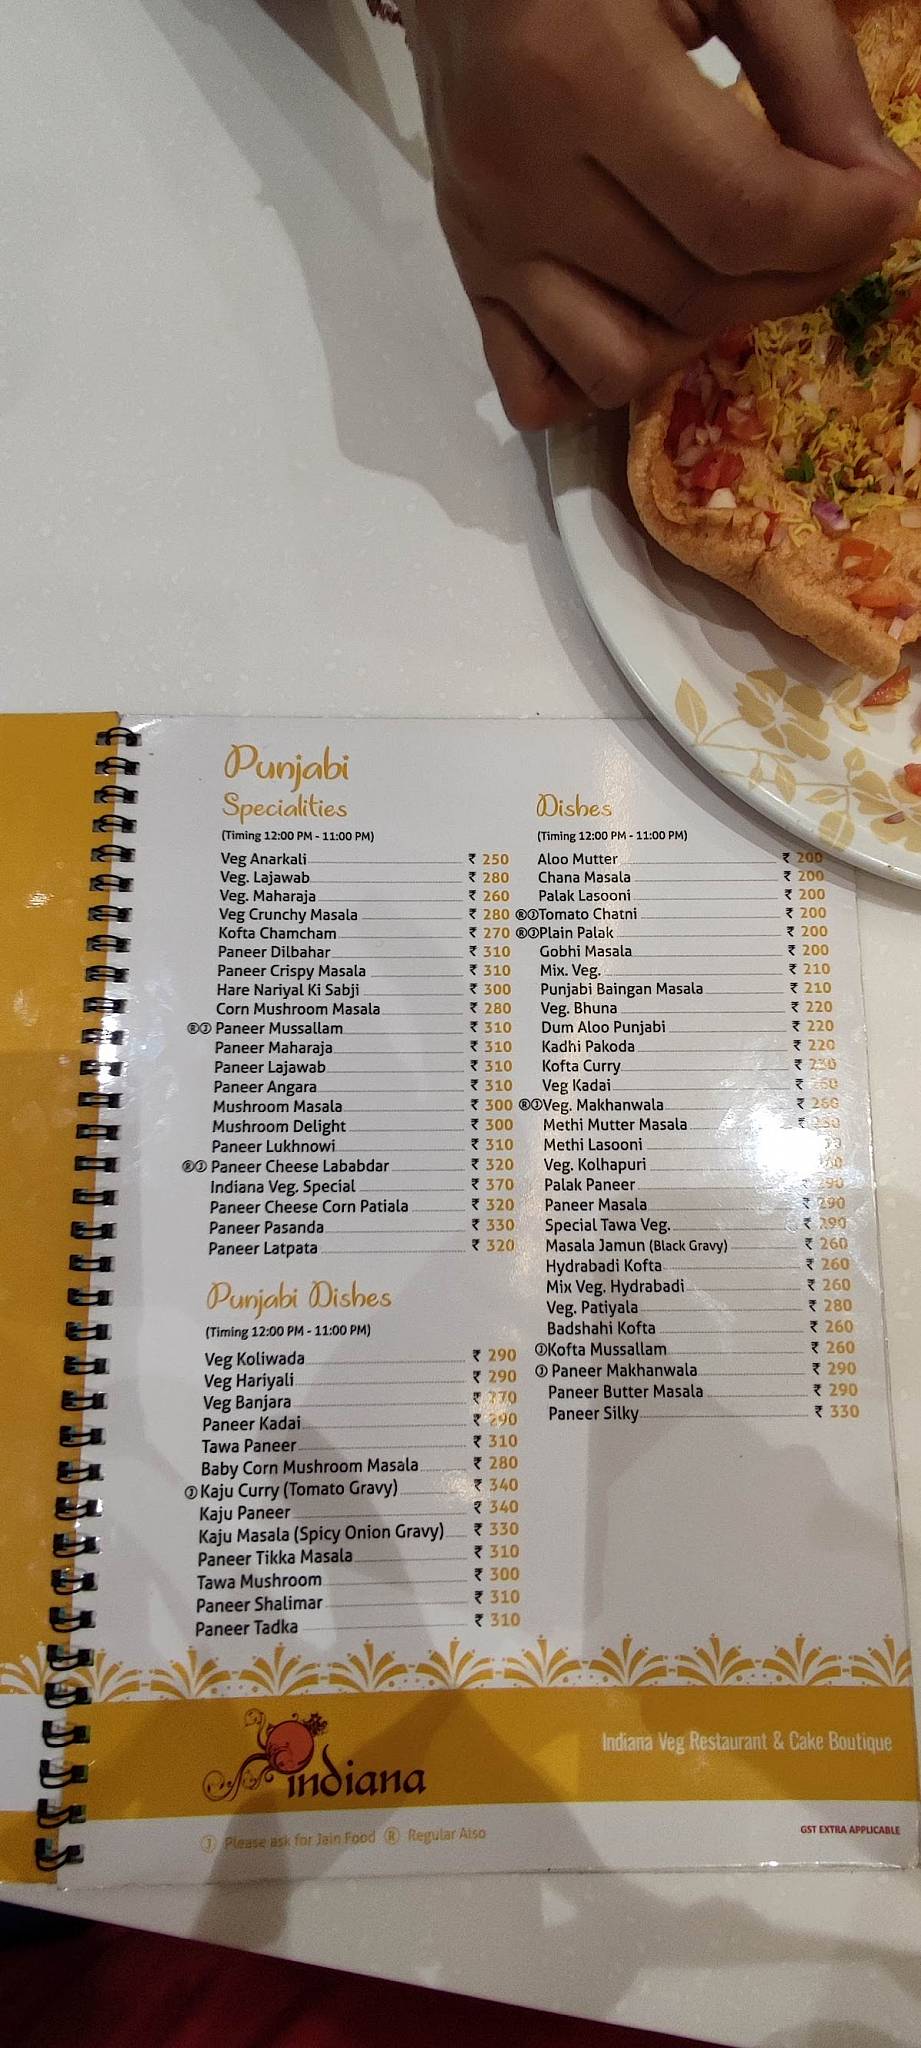 Punjabi
Specialities
(Timing 12:00 PM - 11:00 PM)
Veg Anarkali ₹ 250
Veg. Lajawab ₹ 280
Veg. Maharaja ₹ 260
Veg Crunchy Masala ₹ 280
Kofta Chamcham ₹ 270
Paneer Dilbahar ₹ 310
Paneer Crispy Masala ₹ 310
Hare Nariyal Ki Sabji ₹ 300
Corn Mushroom Masala ₹ 280
Ⓡ Ⓙ Paneer Mussallam ₹ 310
Paneer Maharaja ₹ 310
Paneer Lajawab ₹ 310
Paneer Angara ₹ 310
Mushroom Masala ₹ 300
Mushroom Delight ₹ 300
Paneer Lukhnowi ₹ 310
Ⓡ Ⓙ Paneer Cheese Lababdar ₹ 320
Indiana Veg. Special ₹ 370
Paneer Cheese Corn Patiala ₹ 320
Paneer Pasanda ₹ 330
Paneer Latpata ₹ 320
Punjabi Dishes
(Timing 12:00 PM - 11:00 PM)
Veg Koliwada ₹ 290
Veg Hariyali ₹ 290
Veg Banjara ₹ 270
Paneer Kadai ₹ 290
Tawa Paneer ₹ 310
Baby Corn Mushroom Masala ₹ 280
Ⓙ Kaju Curry (Tomato Gravy) ₹ 340
Kaju Paneer ₹ 340
Kaju Masala (Spicy Onion Gravy) ₹ 330
Paneer Tikka Masala ₹ 310
Tawa Mushroom ₹ 300
Paneer Shalimar ₹ 310
Paneer Tadka ₹ 310
Dishes
(Timing 12:00 PM - 11:00 PM)
Aloo Mutter ₹ 200
Chana Masala ₹ 200
Palak Lasooni ₹ 200
Ⓡ Ⓙ Tomato Chatni ₹ 200
Ⓡ Ⓙ Plain Palak ₹ 200
Gobhi Masala ₹ 200
Mix. Veg. ₹ 210
Punjabi Baingan Masala ₹ 210
Veg. Bhuna ₹ 220
Dum Aloo Punjabi ₹ 220
Kadhi Pakoda ₹ 220
Kofta Curry ₹
Veg Kadai ₹
Ⓡ Ⓙ Veg. Makhanwala ₹ 260
Methi Mutter Masala ₹
Methi Lasooni
Veg. Kolhapuri
Palak Paneer ₹ 290
Paneer Masala ₹ 290
Special Tawa Veg. ₹ 290
Masala Jamun (Black Gravy) ₹ 260
Hydrabadi Kofta ₹ 260
Mix Veg. Hydrabadi ₹ 260
Veg. Patiyala ₹ 280
Badshahi Kofta ₹ 260
Ⓙ Kofta Mussallam ₹ 260
Ⓙ Paneer Makhanwala ₹ 290
Paneer Butter Masala ₹ 290
Paneer Silky ₹ 330
indiana
Indiana Veg Restaurant & Cake Boutique
Ⓙ Please ask for Jain Food Ⓡ Regular Also
GST EXTRA APPLICABLE